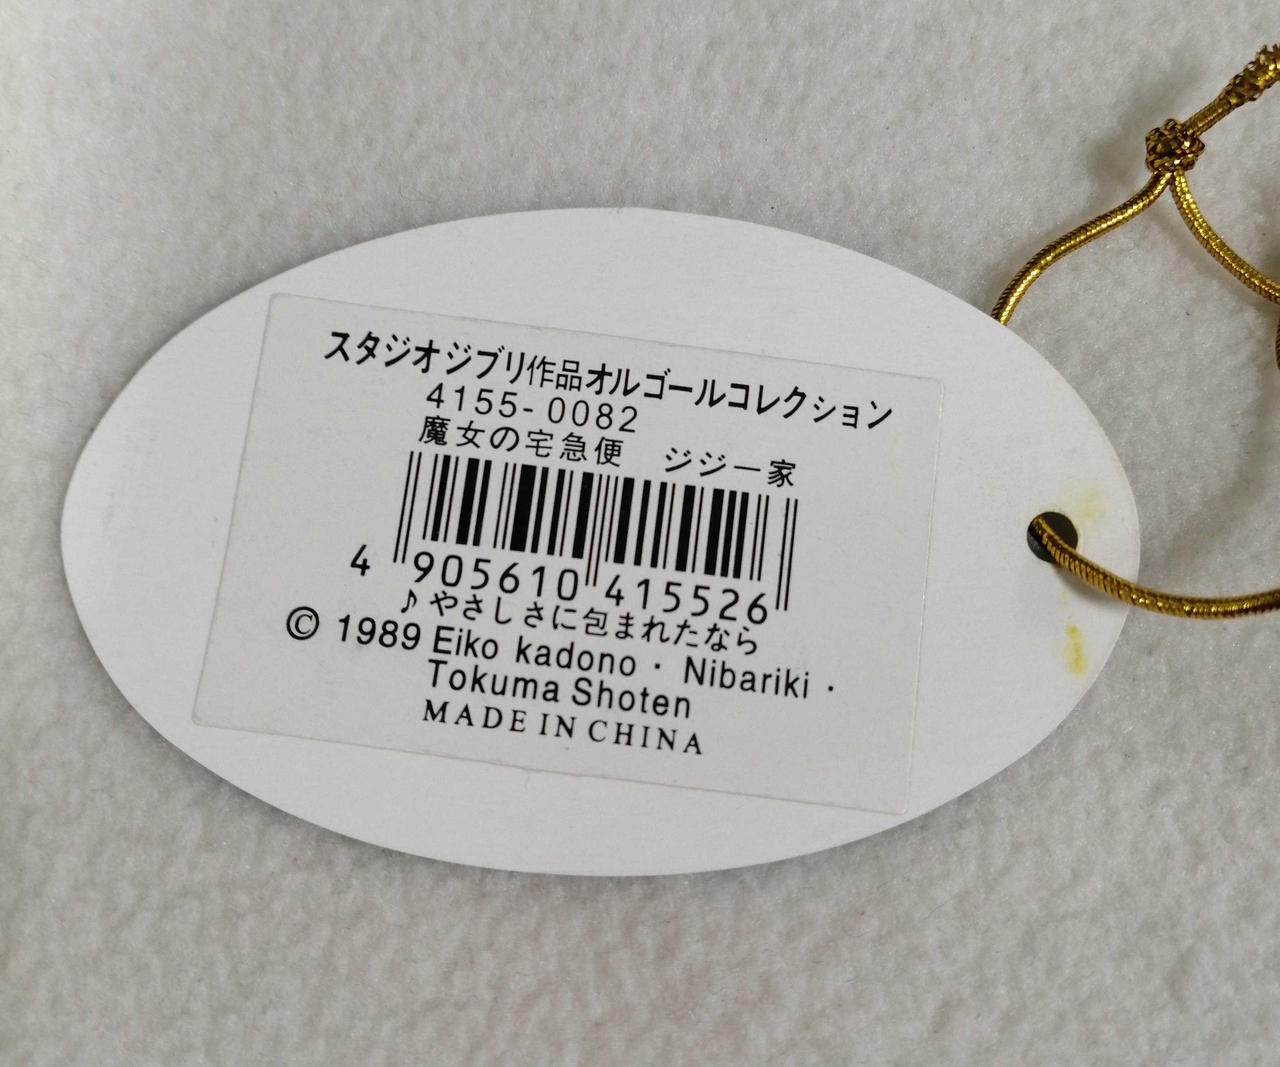 スタジオジブリ作品オルゴールコレクション
4155-0082
魔女の宅急便　ジジ一家
4 905610 415526
♪やさしさに包まれたなら
© 1989 Eiko kadono・Nibariki・
Tokuma Shoten
MADE IN CHINA